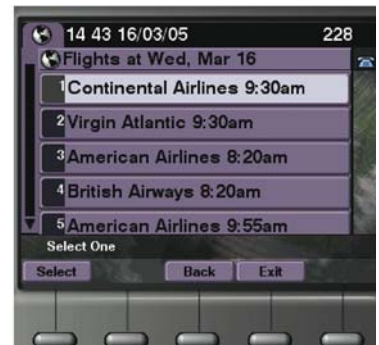 14 43 16/03/05 228
Flights at Wed, Mar 16
1 Continental Airlines 9:30am
2 Virgin Atlantic 9:30am
3 American Airlines 8:20am
4 British Airways 8:20am
5 American Airlines 9:55am
Select One
Select Back Exit